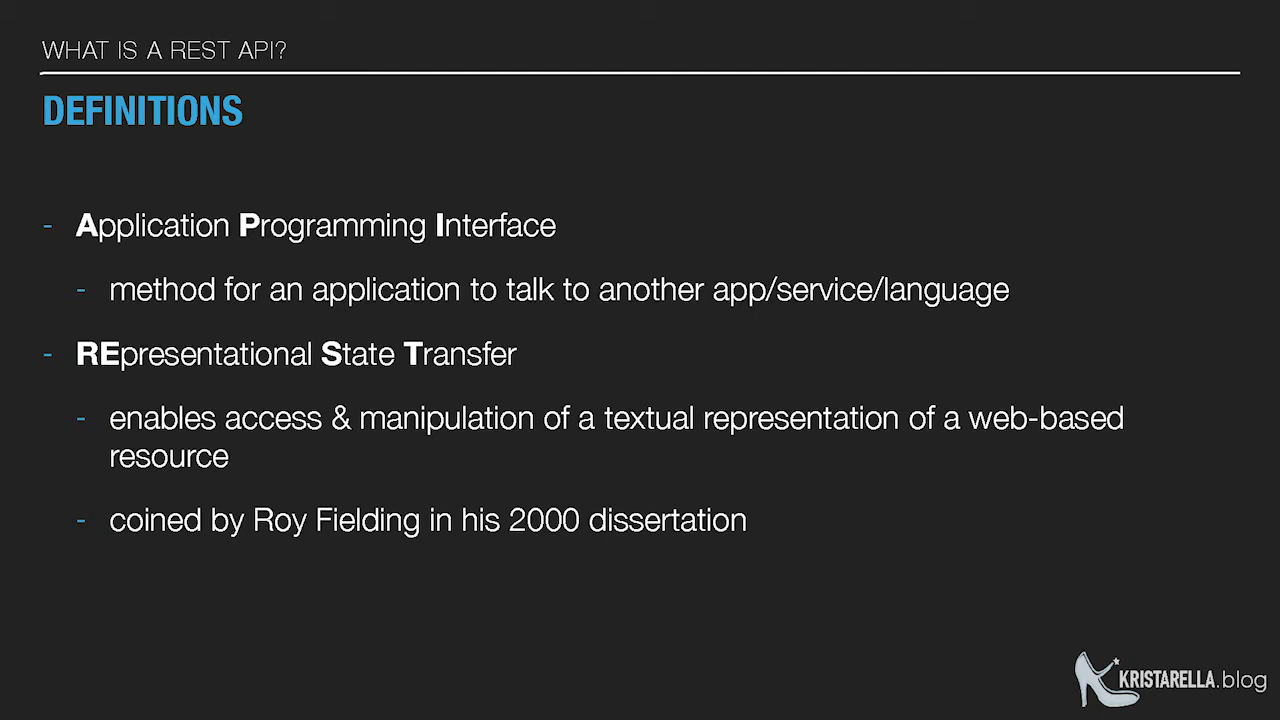 WHAT IS A REST API?
DEFINITIONS
- Application Programming Interface
- method for an application to talk to another app/service/language
- REpresentational State Transfer
- enables access & manipulation of a textual representation of a web-based
resource
- coined by Roy Fielding in his 2000 dissertation
KRISTARELLA.blog